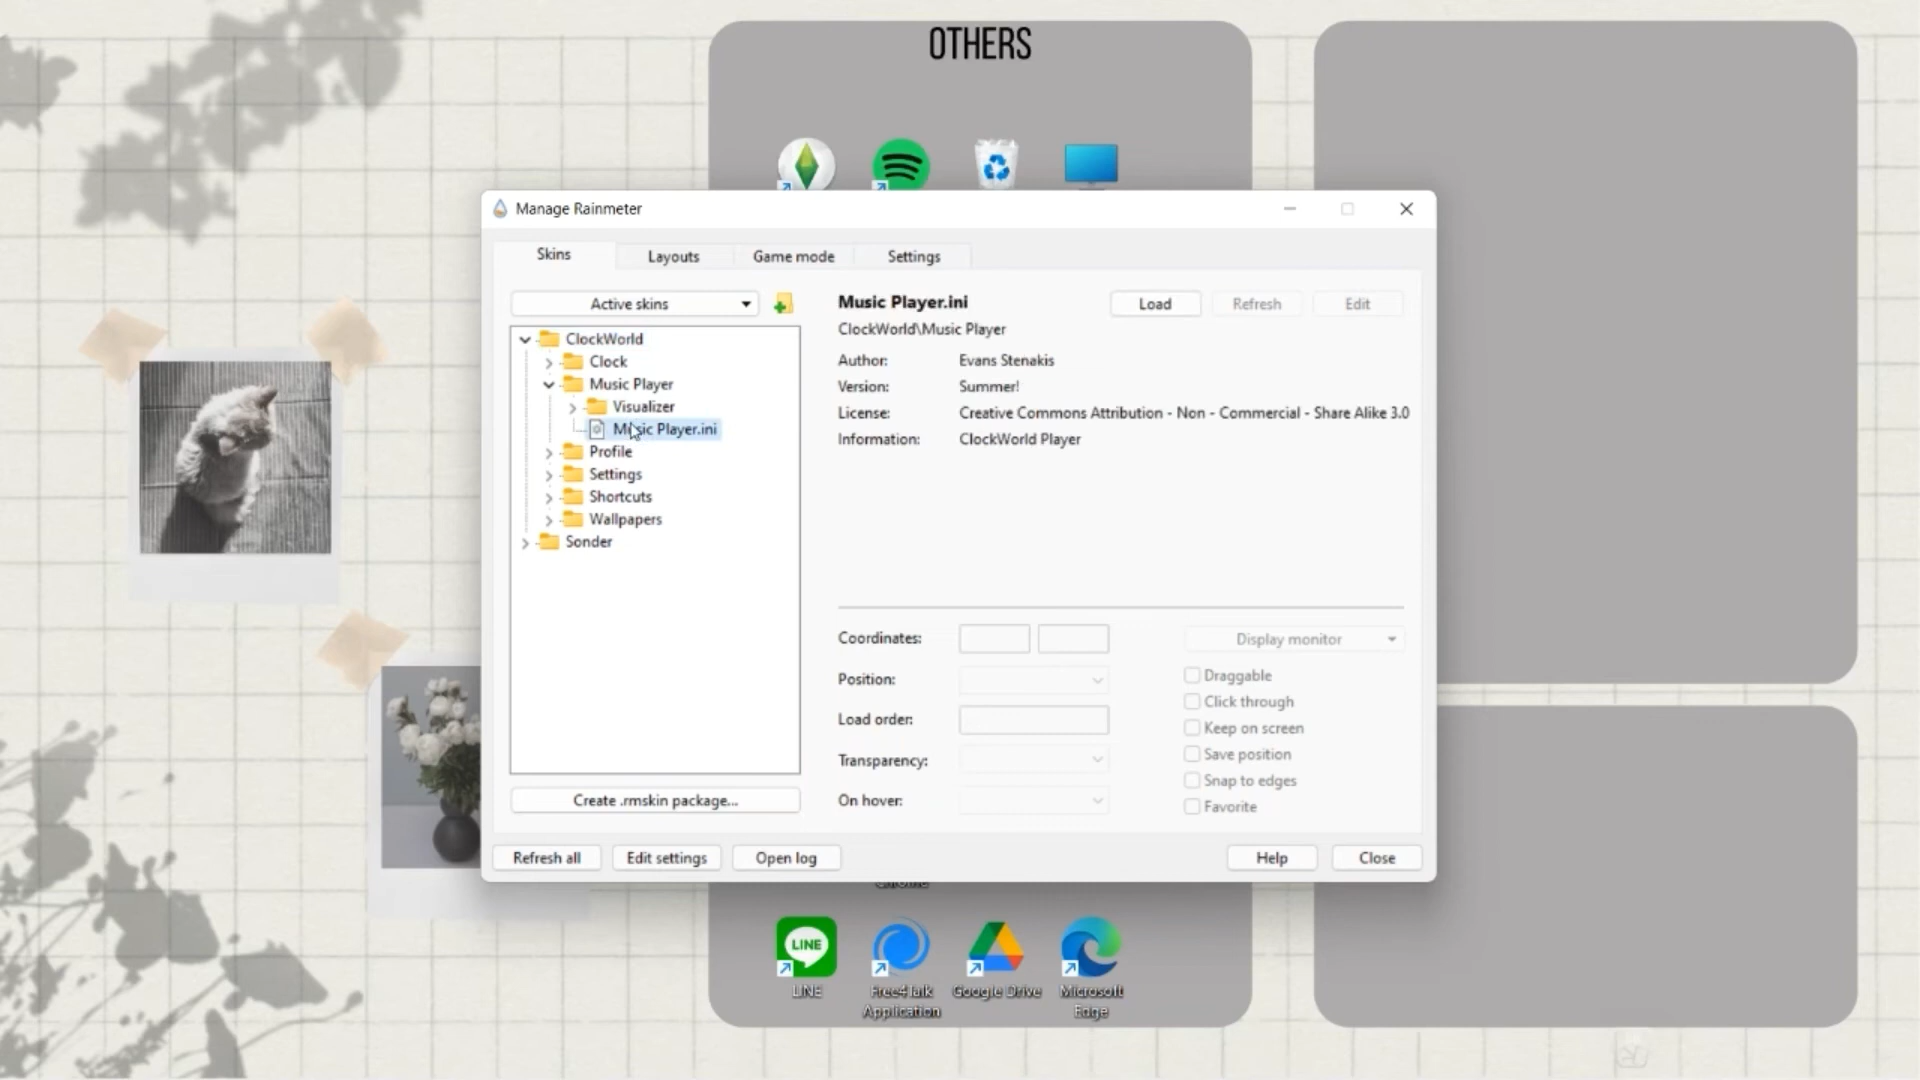 OTHERS
Manage Rainmeter
Skins
Layouts
Game mode
Settings
Active skins
ClockWorld
Clock
Music Player
Visualizer
Music Player.ini
Profile
Settings
Shortcuts
Wallpapers
Sonder
Create .rmskin package...
Music Player.ini
Load
Refresh
Edit
ClockWorld\Music Player
Author: Evans Stenakis
Version: Summer!
License: Creative Commons Attribution - Non - Commercial - Share Alike 3.0
Information: ClockWorld Player
Coordinates:
Display monitor
Position:
Load order:
Transparency:
On hover:
Draggable
Click through
Keep on screen
Save position
Snap to edges
Favorite
Refresh all
Edit settings
Open log
Help
Close
Chrome
LINE
LINE
Free4Talk
Application
Google Drive
Microsoft
Edge